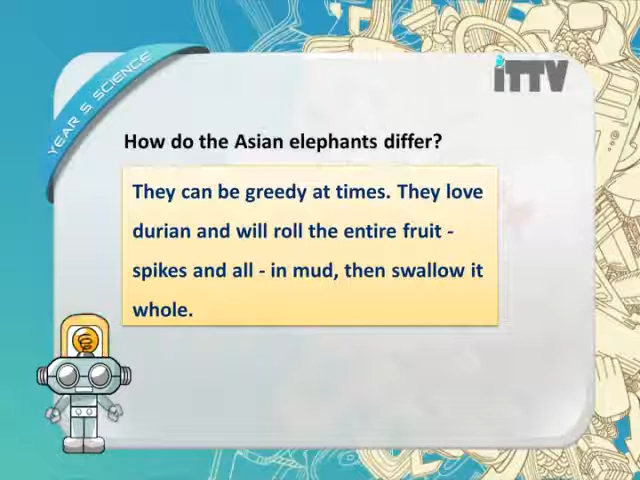 YEAR 5 SCIENCE
iTTV
How do the Asian elephants differ?
They can be greedy at times. They love
durian and will roll the entire fruit -
spikes and all - in mud, then swallow it
whole.